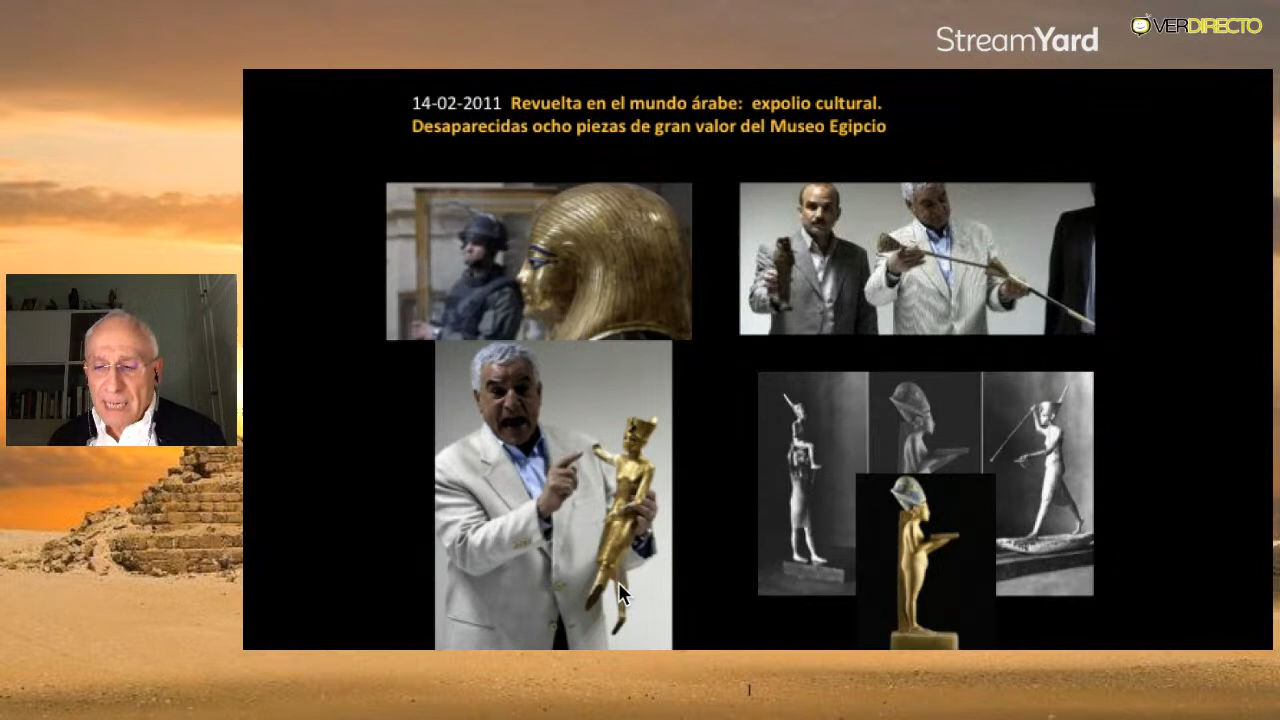 StreamYard
VERDIRECTO
14-02-2011 Revuelta en el mundo árabe: expolio cultural.
Desaparecidas ocho piezas de gran valor del Museo Egipcio